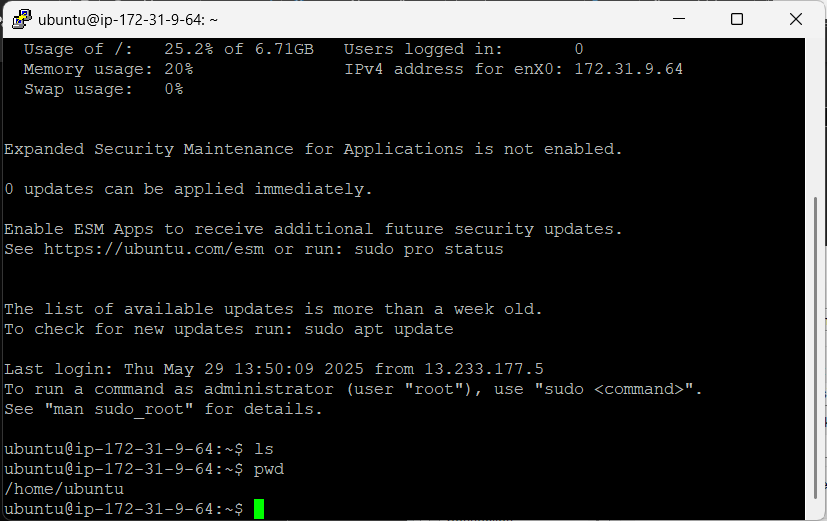 ubuntu@ip-172-31-9-64: ~
Usage of /:   25.2% of 6.71GB   Users logged in:       0
Memory usage: 20%               IPv4 address for enX0: 172.31.9.64
Swap usage:   0%
Expanded Security Maintenance for Applications is not enabled.
0 updates can be applied immediately.
Enable ESM Apps to receive additional future security updates.
See https://ubuntu.com/esm or run: sudo pro status
The list of available updates is more than a week old.
To check for new updates run: sudo apt update
Last login: Thu May 29 13:50:09 2025 from 13.233.177.5
To run a command as administrator (user "root"), use "sudo <command>".
See "man sudo_root" for details.
ubuntu@ip-172-31-9-64:~$ ls
ubuntu@ip-172-31-9-64:~$ pwd
/home/ubuntu
ubuntu@ip-172-31-9-64:~$